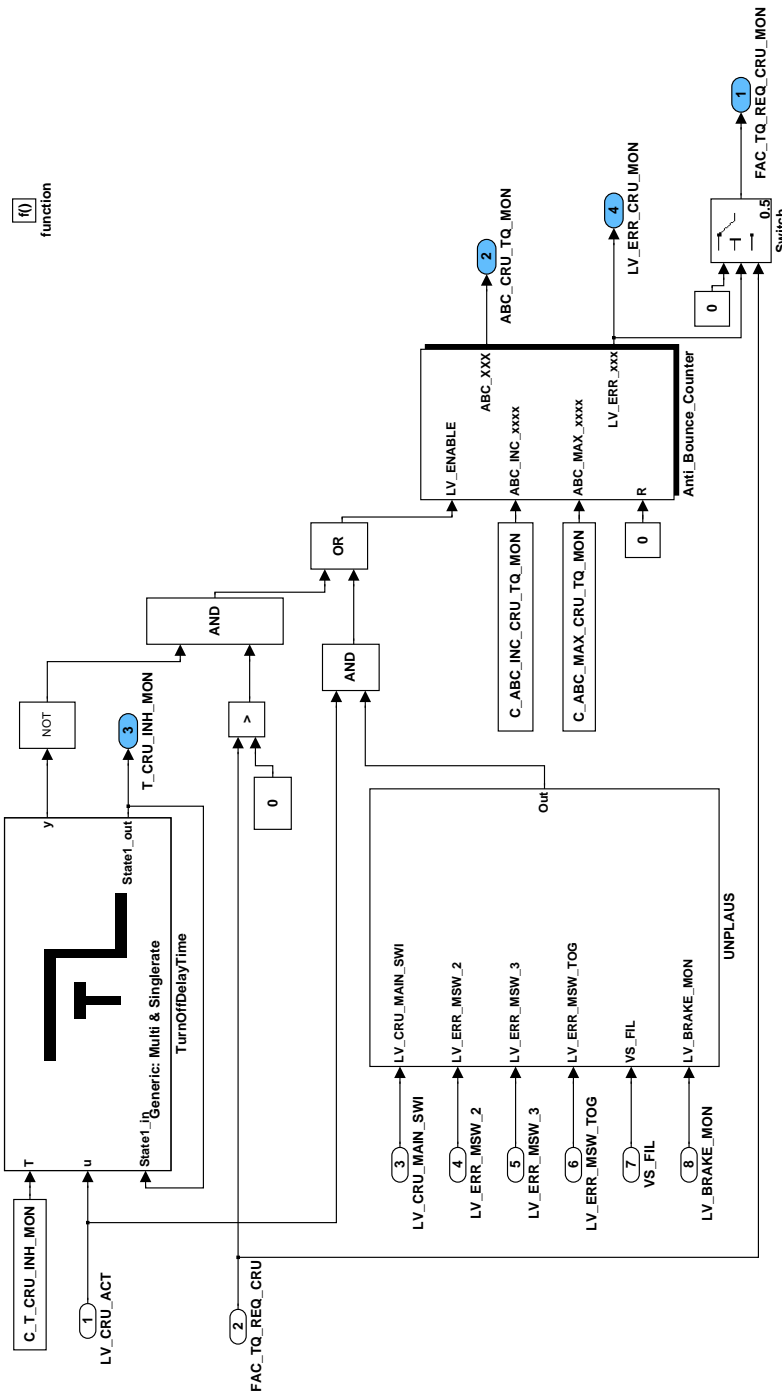 f()
function
C_T_CRU_INH_MON
1
LV_CRU_ACT
T
u
State1_in
y
State1_out
Generic: Multi & Singlerate
TurnOffDelayTime
T
NOT
3
T_CRU_INH_MON
AND
2
FAC_TQ_REQ_CRU
>
0
OR
AND
3
LV_CRU_MAIN_SWI
4
LV_ERR_MSW_2
5
LV_ERR_MSW_3
6
LV_ERR_MSW_TOG
7
VS_FIL
8
LV_BRAKE_MON
LV_CRU_MAIN_SWI
LV_ERR_MSW_2
LV_ERR_MSW_3
LV_ERR_MSW_TOG
VS_FIL
LV_BRAKE_MON
Out
UNPLAUS
C_ABC_INC_CRU_TQ_MON
C_ABC_MAX_CRU_TQ_MON
0
LV_ENABLE
ABC_INC_xxxx
ABC_MAX_xxxx
R
ABC_XXX
LV_ERR_xxx
Anti_Bounce_Counter
2
ABC_CRU_TQ_MON
4
LV_ERR_CRU_MON
0
0.5
Switch
1
FAC_TQ_REQ_CRU_MON